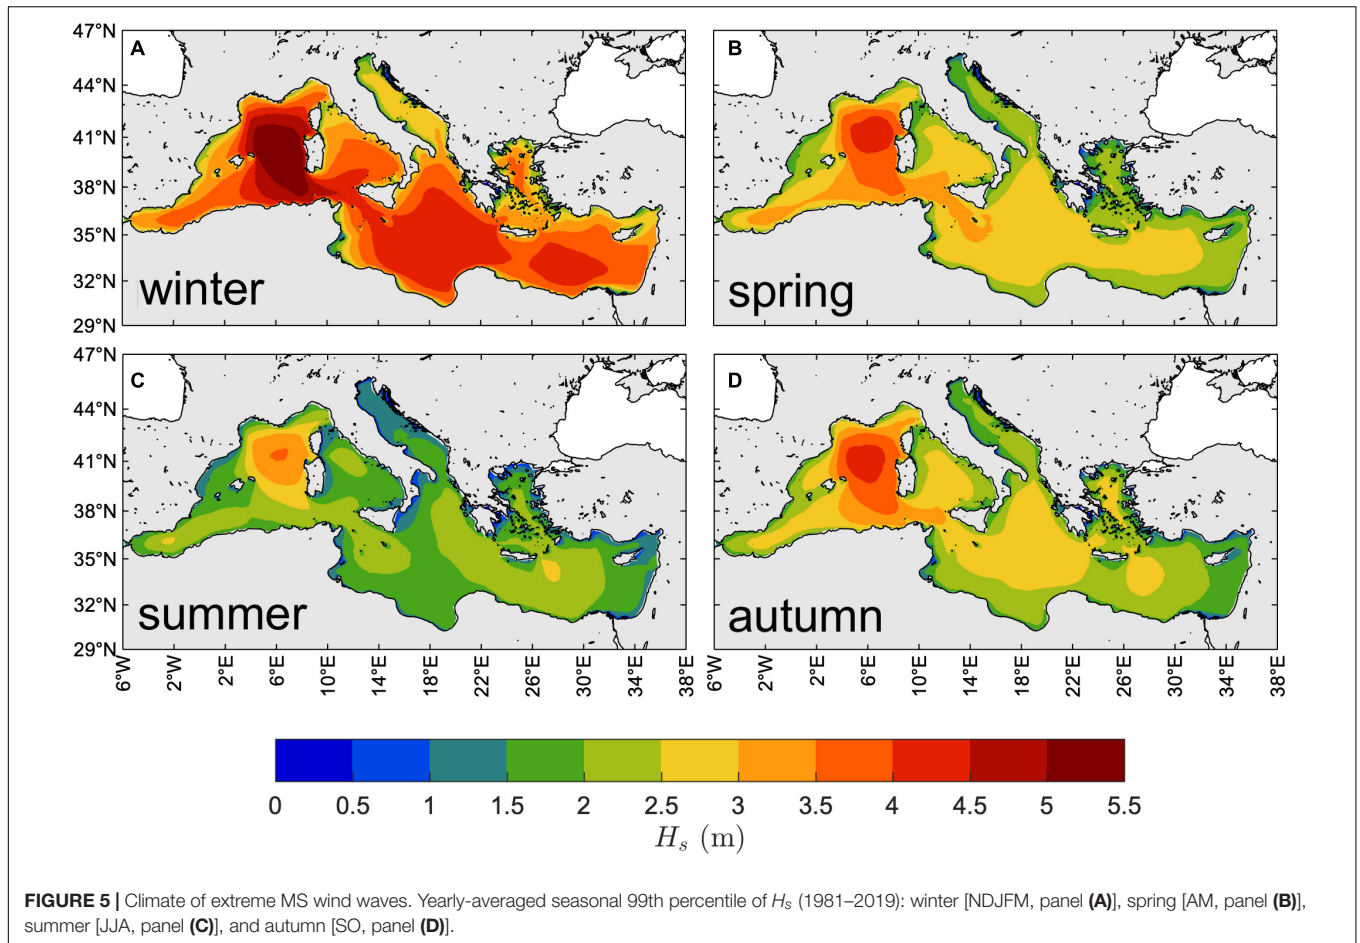 47°N
44°N
41°N
38°N
35°N
32°N
29°N
A
winter
B
spring
47°N
44°N
41°N
38°N
35°N
32°N
29°N
C
summer
D
autumn
6°W 2°W 2°E 6°E 10°E 14°E 18°E 22°E 26°E 30°E 34°E 38°E
6°W 2°W 2°E 6°E 10°E 14°E 18°E 22°E 26°E 30°E 34°E 38°E
0 0.5 1 1.5 2 2.5 3 3.5 4 4.5 5 5.5
Hs (m)
FIGURE 5 | Climate of extreme MS wind waves. Yearly-averaged seasonal 99th percentile of Hs (1981–2019): winter [NDJFM, panel (A)], spring [AM, panel (B)],
summer [JJA, panel (C)], and autumn [SO, panel (D)].